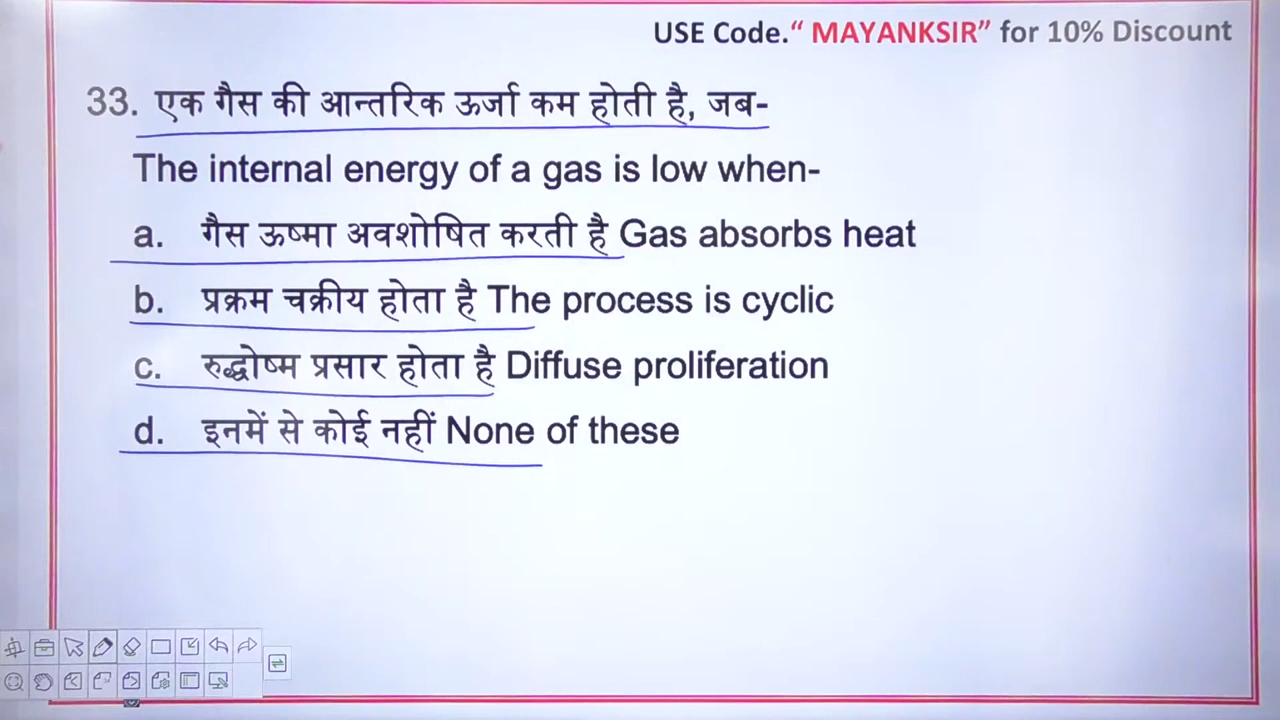 USE Code.“ MAYANKSIR” for 10% Discount
33. एक गैस की आन्तरिक ऊर्जा कम होती है, जब-
The internal energy of a gas is low when-
a. गैस ऊष्मा अवशोषित करती है Gas absorbs heat
b. प्रक्रम चक्रीय होता है The process is cyclic
c. रुद्धोष्म प्रसार होता है Diffuse proliferation
d. इनमें से कोई नहीं None of these